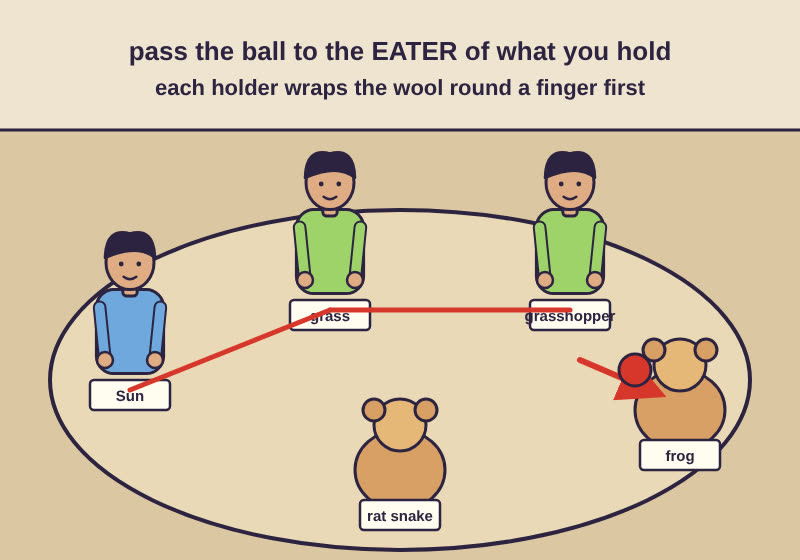 pass the ball to the EATER of what you hold
each holder wraps the wool round a finger first
grass
grasshopper
Sun
frog
rat snake